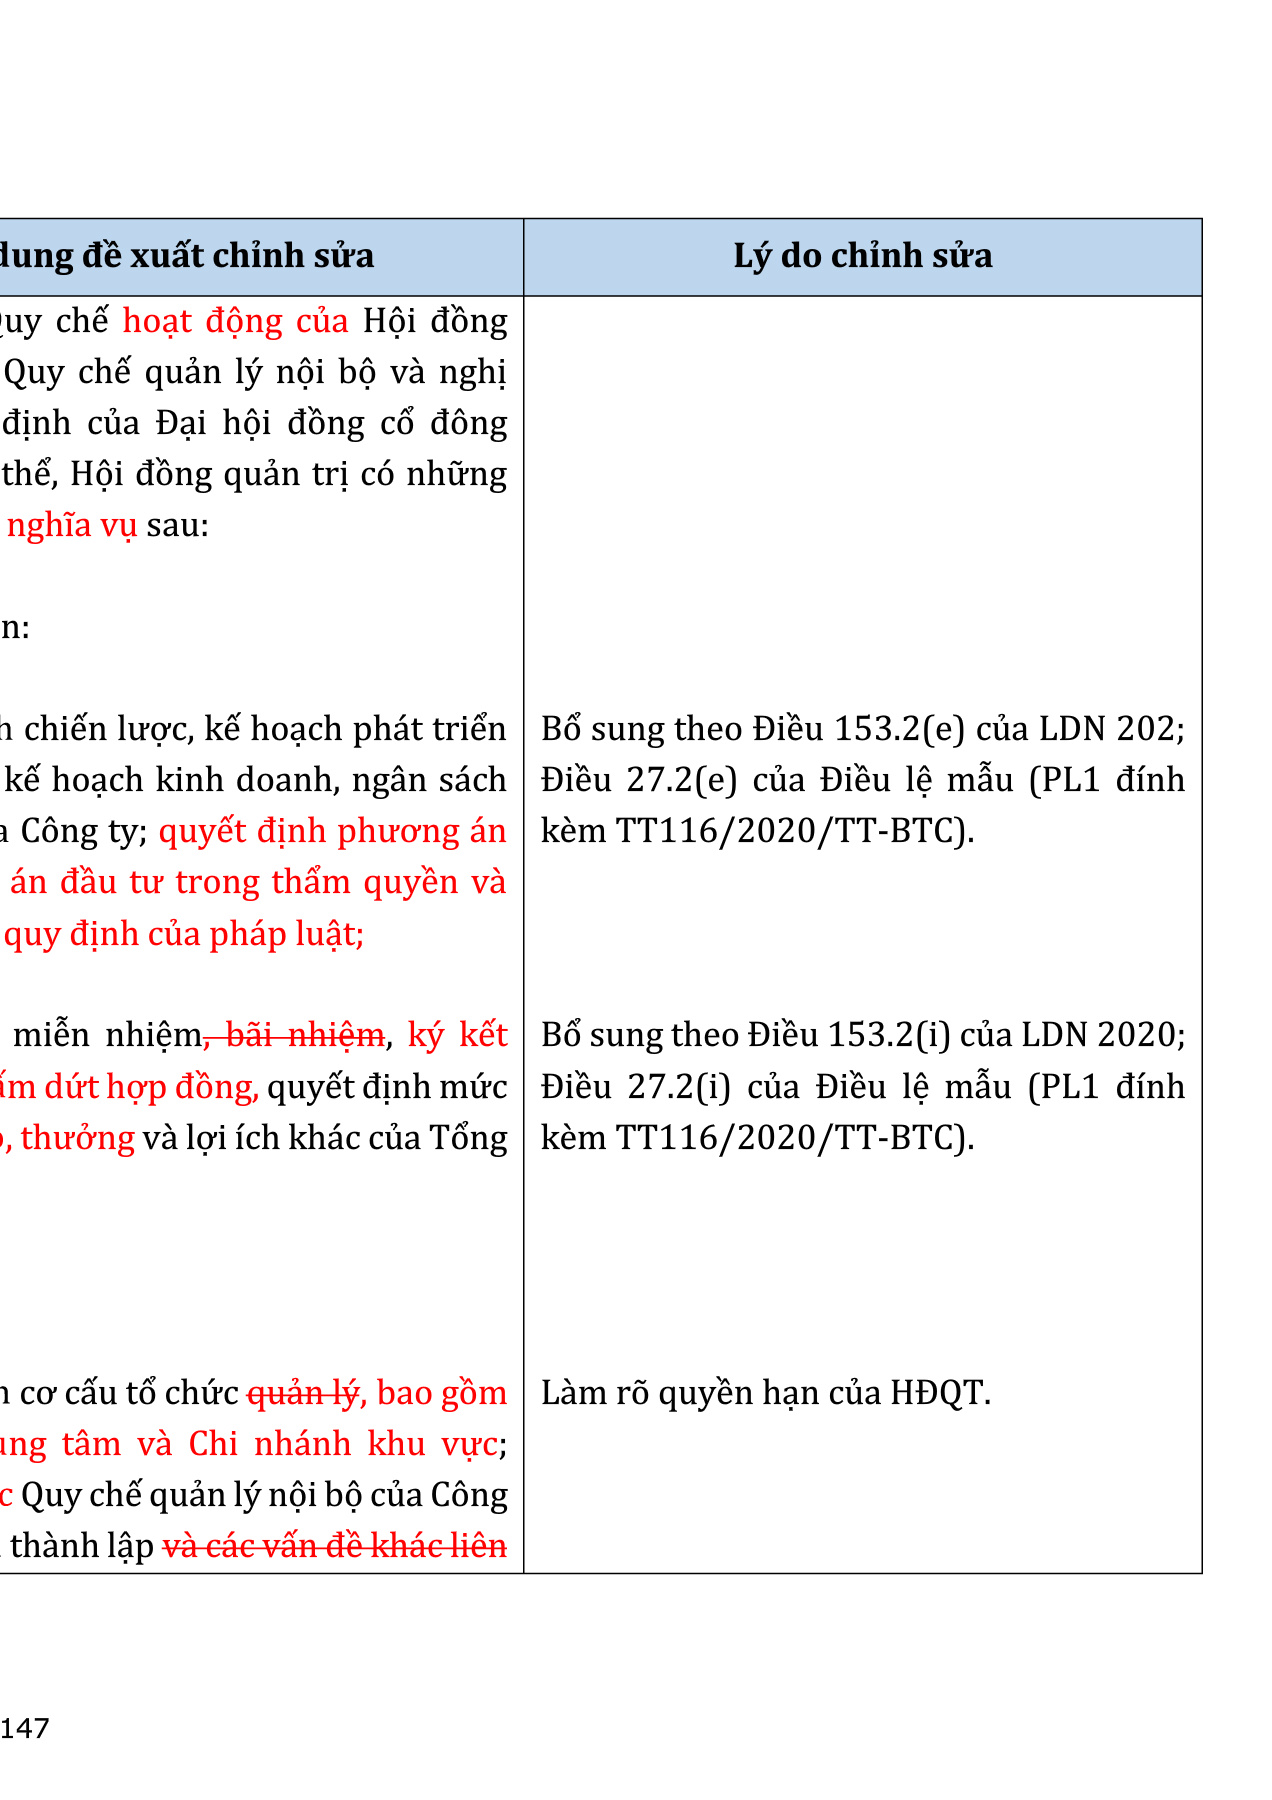 dung đề xuất chỉnh sửa
Lý do chỉnh sửa
Quy chế hoạt động của Hội đồng
Quy chế quản lý nội bộ và nghị
định của Đại hội đồng cổ đông
thể, Hội đồng quản trị có những
nghĩa vụ sau:
n:
h chiến lược, kế hoạch phát triển
kế hoạch kinh doanh, ngân sách
a Công ty; quyết định phương án
án đầu tư trong thẩm quyền và
quy định của pháp luật;
miễn nhiệm, bãi nhiệm, ký kết
ấm dứt hợp đồng, quyết định mức
, thưởng và lợi ích khác của Tổng
n cơ cấu tổ chức quản lý, bao gồm
ung tâm và Chi nhánh khu vực;
c Quy chế quản lý nội bộ của Công
thành lập và các vấn đề khác liên
Bổ sung theo Điều 153.2(e) của LDN 202;
Điều 27.2(e) của Điều lệ mẫu (PL1 đính
kèm TT116/2020/TT-BTC).
Bổ sung theo Điều 153.2(i) của LDN 2020;
Điều 27.2(i) của Điều lệ mẫu (PL1 đính
kèm TT116/2020/TT-BTC).
Làm rõ quyền hạn của HĐQT.
147